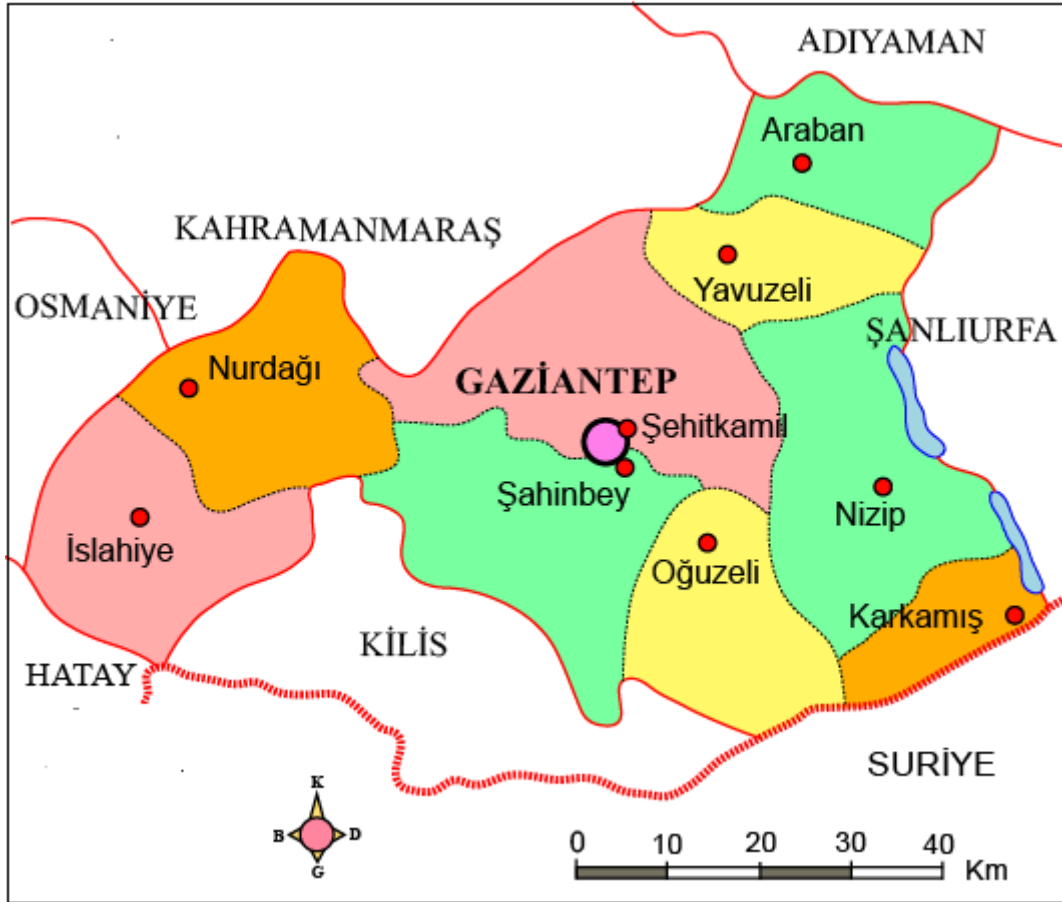 ADIYAMAN
Araban
KAHRAMANMARAŞ
Yavuzeli
OSMANİYE
ŞANLIURFA
Nurdağı
GAZİANTEP
Şehitkamil
Şahinbey
Nizip
İslahiye
Oğuzeli
Karkamış
KİLİS
HATAY
SURİYE
K
B D
G
0 10 20 30 40
Km